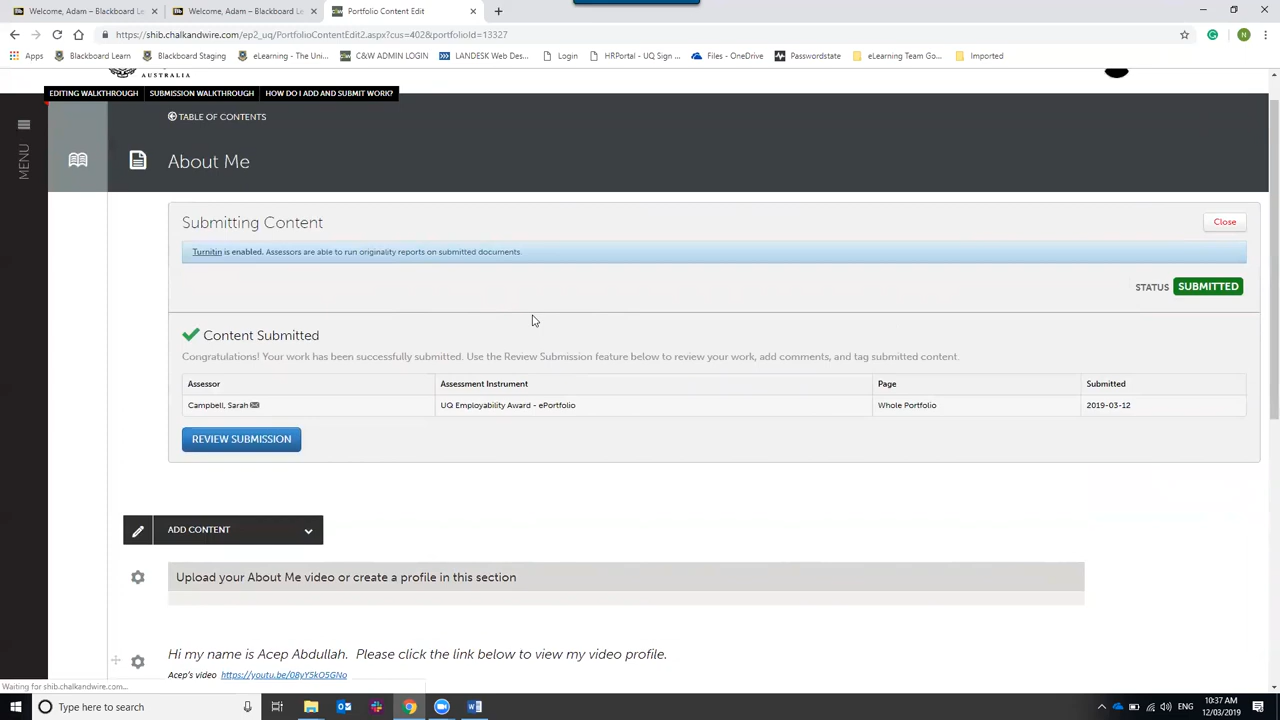 Welcome, Adam – Blackboard Le
Welcome, Adam – Blackboard Le
Portfolio Content Edit
https://shib.chalkandwire.com/ep2_uq/PortfolioContentEdit2.aspx?cus=402&portfolioId=13327
N
Apps
Blackboard Learn
Blackboard Staging
eLearning - The Uni...
C&W ADMIN LOGIN
LANDESK Web Des...
Login
HRPortal - UQ Sign ...
Files - OneDrive
Passwordstate
eLearning Team Go...
Imported
AUSTRALIA
EDITING WALKTHROUGH
SUBMISSION WALKTHROUGH
HOW DO I ADD AND SUBMIT WORK?
MENU
TABLE OF CONTENTS
About Me
Submitting Content
Close
Turnitin is enabled. Assessors are able to run originality reports on submitted documents.
STATUS SUBMITTED
Content Submitted
Congratulations! Your work has been successfully submitted. Use the Review Submission feature below to review your work, add comments, and tag submitted content.
Assessor Assessment Instrument Page Submitted
Campbell, Sarah UQ Employability Award - ePortfolio Whole Portfolio 2019-03-12
REVIEW SUBMISSION
ADD CONTENT
Upload your About Me video or create a profile in this section
Hi my name is Acep Abdullah. Please click the link below to view my video profile.
Acep's video https://youtu.be/08yY5kO5GNo
Waiting for shib.chalkandwire.com...
Type here to search
ENG
10:37 AM
12/03/2019